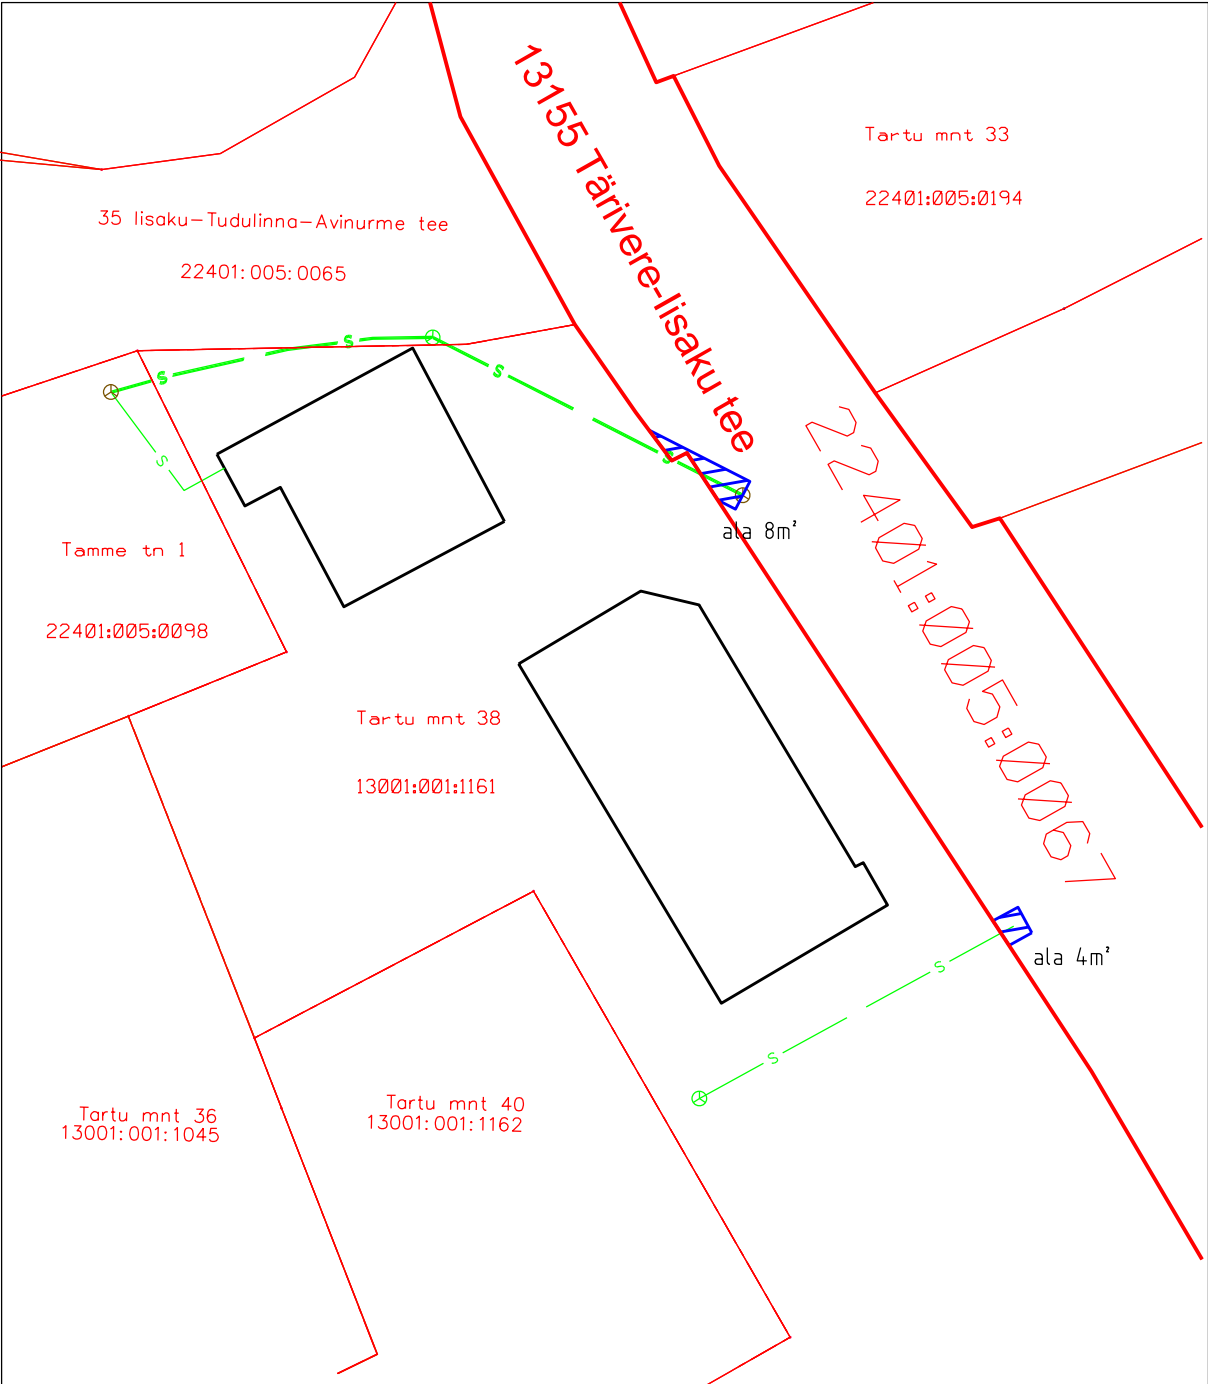 13155 Tärivere-Iisaku tee
Tartu mnt 33
22401:005:0194
35 Iisaku-Tudulinna-Avinurme tee
22401:005:0065
S
S
S
S
S
22401:005:0067
ala 8m²
Tamme tn 1
22401:005:0098
Tartu mnt 38
13001:001:1161
ala 4m²
S
S
Tartu mnt 36
13001:001:1045
Tartu mnt 40
13001:001:1162